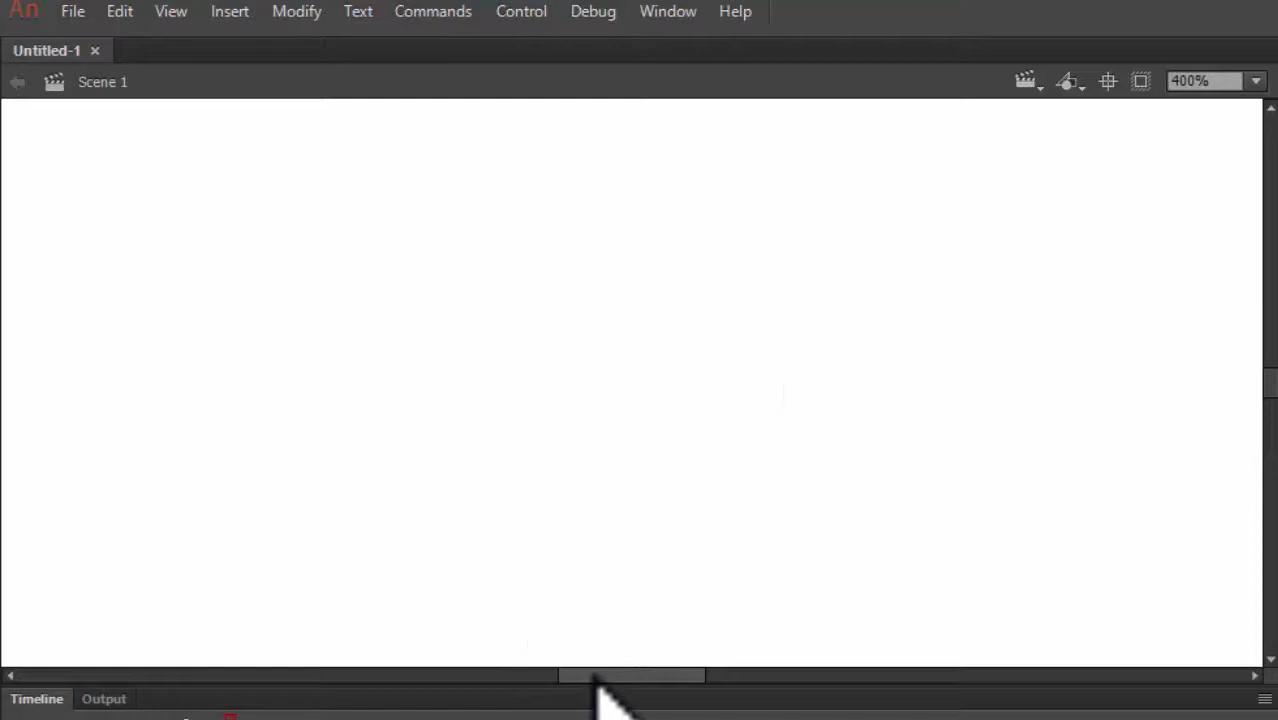 An File Edit View Insert Modify Text Commands Control Debug Window Help
Untitled-1 ×
Scene 1 400%
Timeline Output